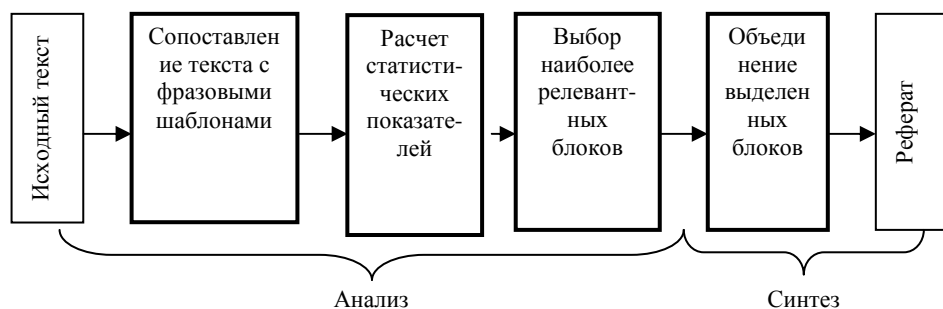 Исходный текст
Сопоставлен
ие текста с
фразовыми
шаблонами
Расчет
статисти-
ческих
показате-
лей
Выбор
наиболее
релевант-
ных
блоков
Объеди
нение
выделен
ных
блоков
Реферат
Анализ
Синтез